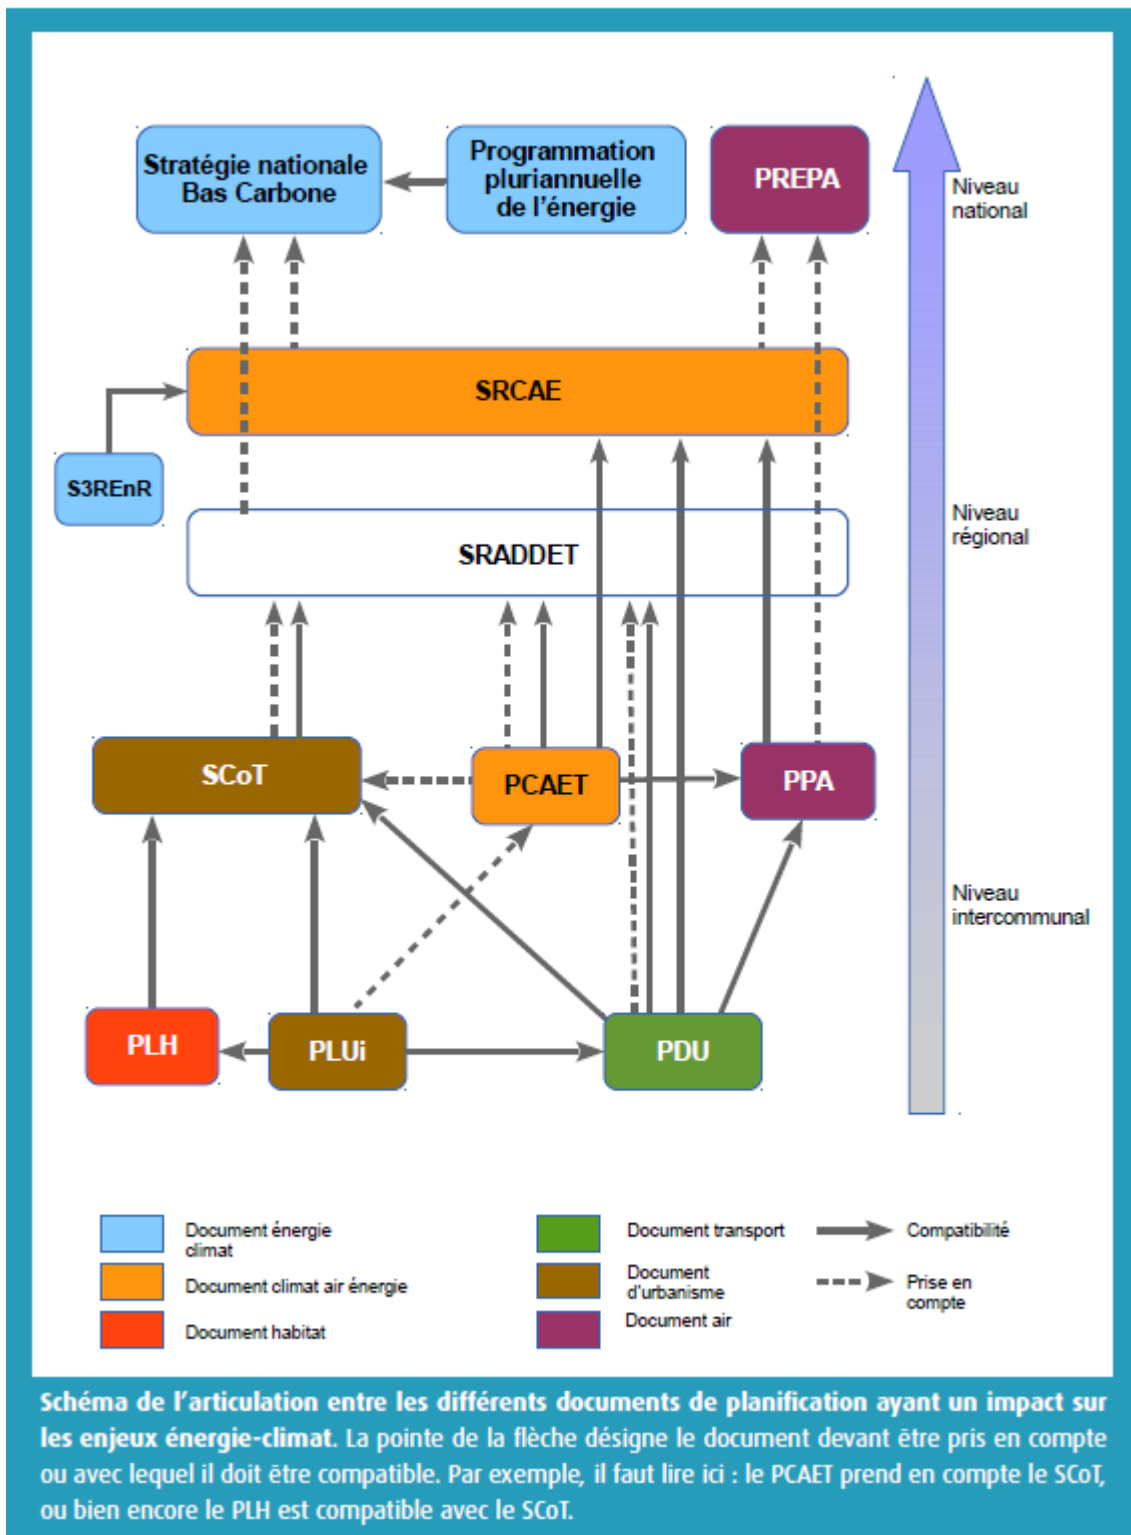 Stratégie nationale
Bas Carbone
Programmation
pluriannuelle
de l'énergie
PREPA
Niveau
national
SRCAE
S3REnR
Niveau
régional
SRADDET
SCoT
PCAET
PPA
Niveau
intercommunal
PLH
PLUi
PDU
Document énergie
climat
Document climat air énergie
Document habitat
Document transport
Document
d'urbanisme
Document air
Compatibilité
Prise en
compte
Schéma de l'articulation entre les différents documents de planification ayant un impact sur
les enjeux énergie-climat. La pointe de la flèche désigne le document devant être pris en compte
ou avec lequel il doit être compatible. Par exemple, il faut lire ici : le PCAET prend en compte le SCoT,
ou bien encore le PLH est compatible avec le SCoT.